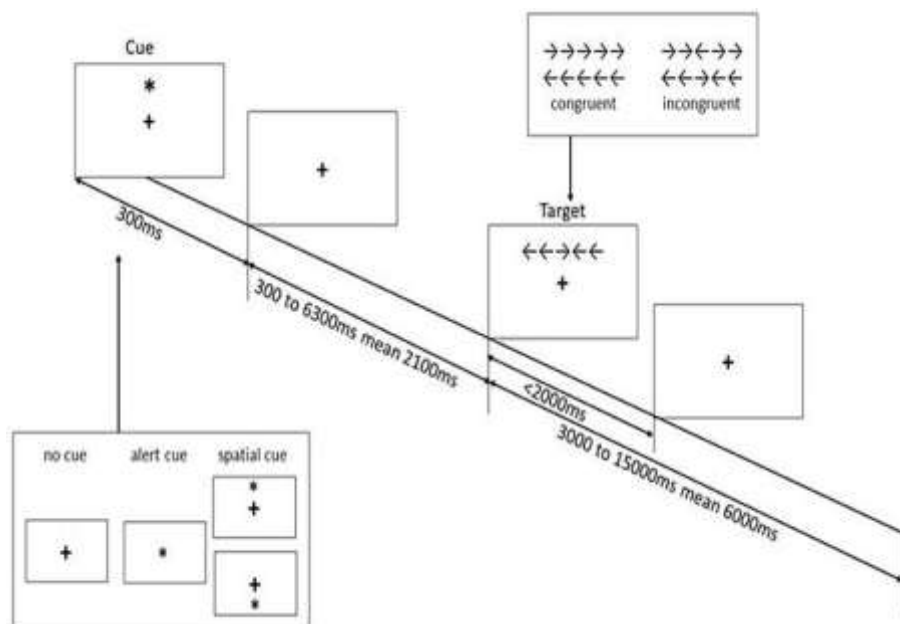 Cue
*
+
+
300ms
300 to 6300ms mean 2100ms
→→→→→ →→←→→
←←←←← ←←→←←
congruent incongruent
Target
←←→←←
+
+
<2000ms
3000 to 15000ms mean 6000ms
no cue alert cue spatial cue
*
+
+ *
+
*